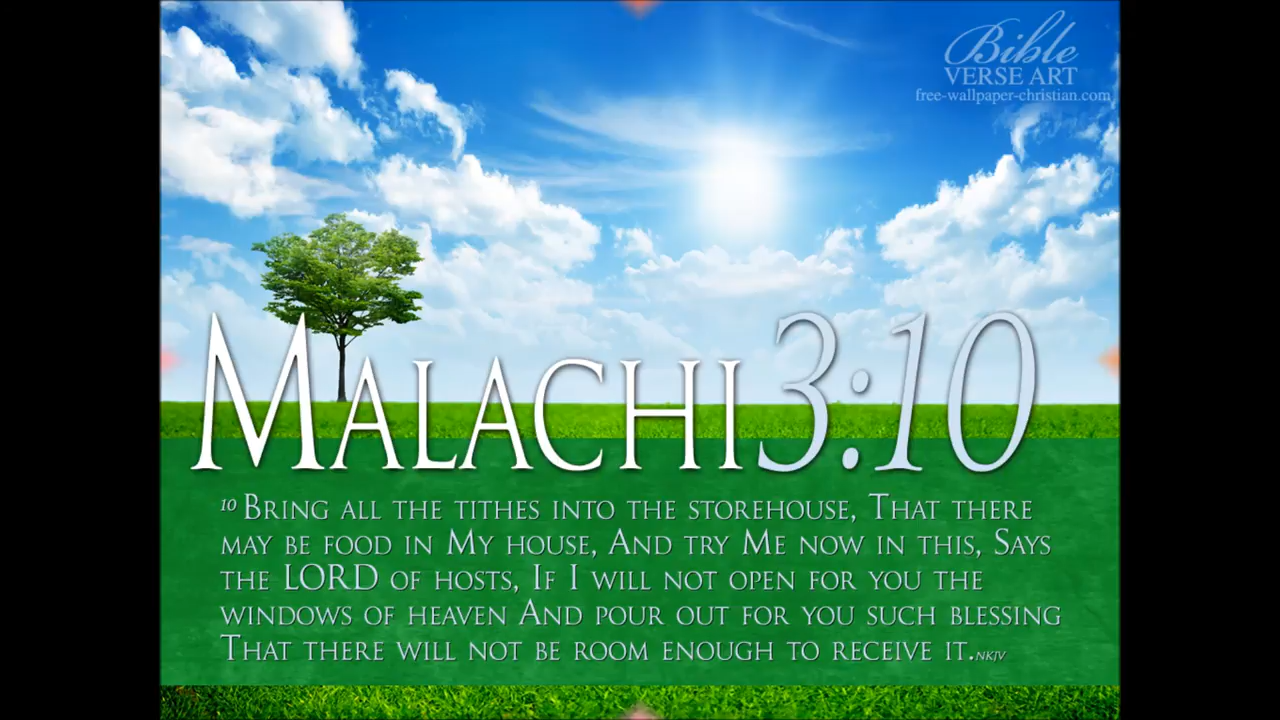 Bible
VERSE ART
free-wallpaper-christian.com
MALACHI 3:10
10 BRING ALL THE TITHES INTO THE STOREHOUSE, THAT THERE
MAY BE FOOD IN MY HOUSE, AND TRY ME NOW IN THIS, SAYS
THE LORD OF HOSTS, IF I WILL NOT OPEN FOR YOU THE
WINDOWS OF HEAVEN AND POUR OUT FOR YOU SUCH BLESSING
THAT THERE WILL NOT BE ROOM ENOUGH TO RECEIVE IT. NKJV